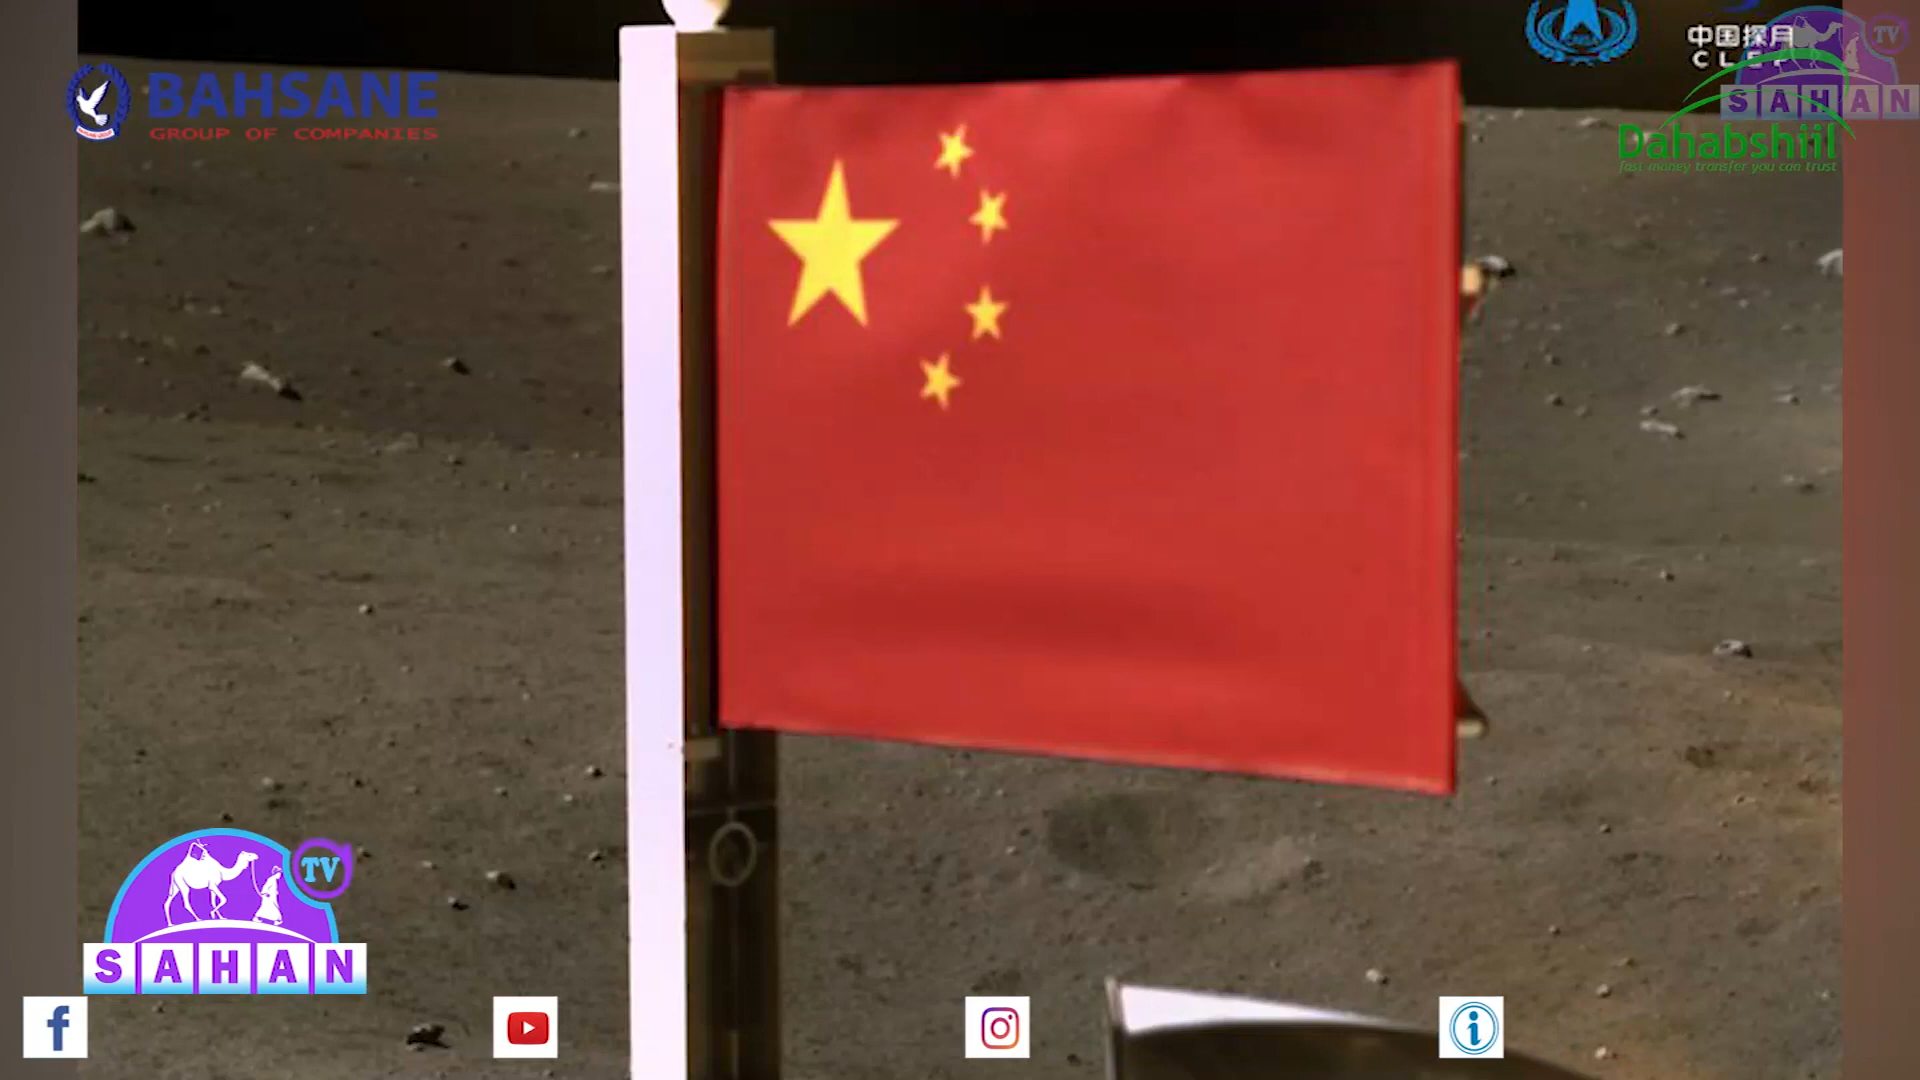 BAHSANE
GROUP OF COMPANIES
中国探月
CLEP
TV
SAHAN
Dahabshiil
fast money transfer you can trust
TV
SAHAN